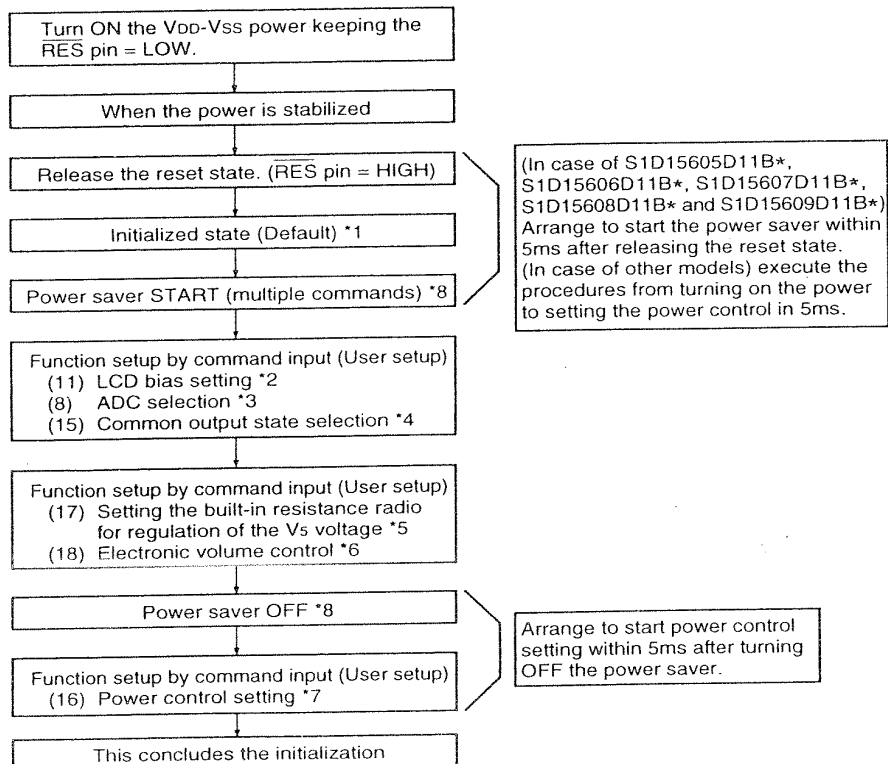 Turn ON the VDD-VSS power keeping the
RES pin = LOW.
When the power is stabilized
Release the reset state. (RES pin = HIGH)
Initialized state (Default) *1
Power saver START (multiple commands) *8
(In case of S1D15605D11B*,
S1D15606D11B*, S1D15607D11B*,
S1D15608D11B* and S1D15609D11B*)
Arrange to start the power saver within
5ms after releasing the reset state.
(In case of other models) execute the
procedures from turning on the power
to setting the power control in 5ms.
Function setup by command input (User setup)
(11) LCD bias setting *2
(8) ADC selection *3
(15) Common output state selection *4
Function setup by command input (User setup)
(17) Setting the built-in resistance radio
for regulation of the V5 voltage *5
(18) Electronic volume control *6
Power saver OFF *8
Function setup by command input (User setup)
(16) Power control setting *7
Arrange to start power control
setting within 5ms after turning
OFF the power saver.
This concludes the initialization